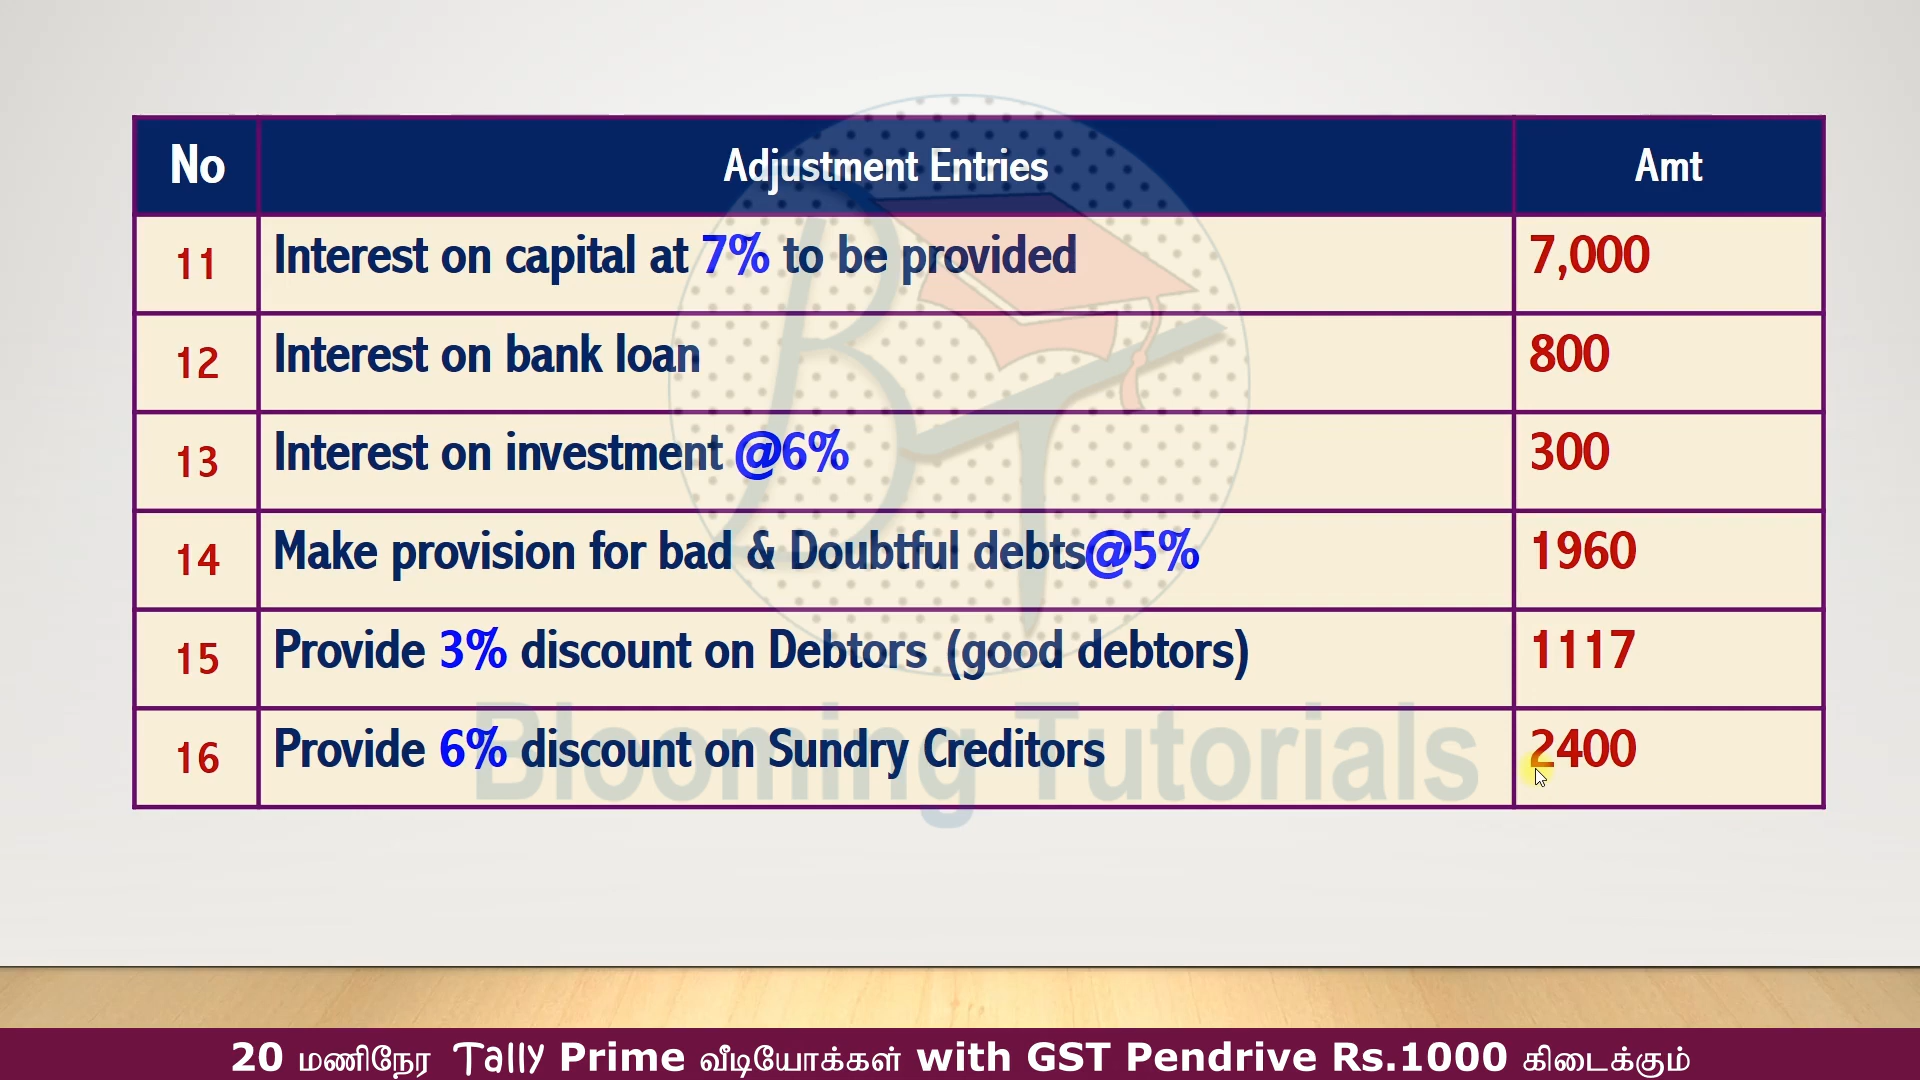 No Adjustment Entries Amt
11 Interest on capital at 7% to be provided 7,000
12 Interest on bank loan 800
13 Interest on investment @6% 300
14 Make provision for bad & Doubtful debts@5% 1960
15 Provide 3% discount on Debtors (good debtors) 1117
16 Provide 6% discount on Sundry Creditors 2400
BT
Blooming Tutorials
20 மணிநேர Tally Prime வீடியோக்கள் with GST Pendrive Rs.1000 கிடைக்கும்